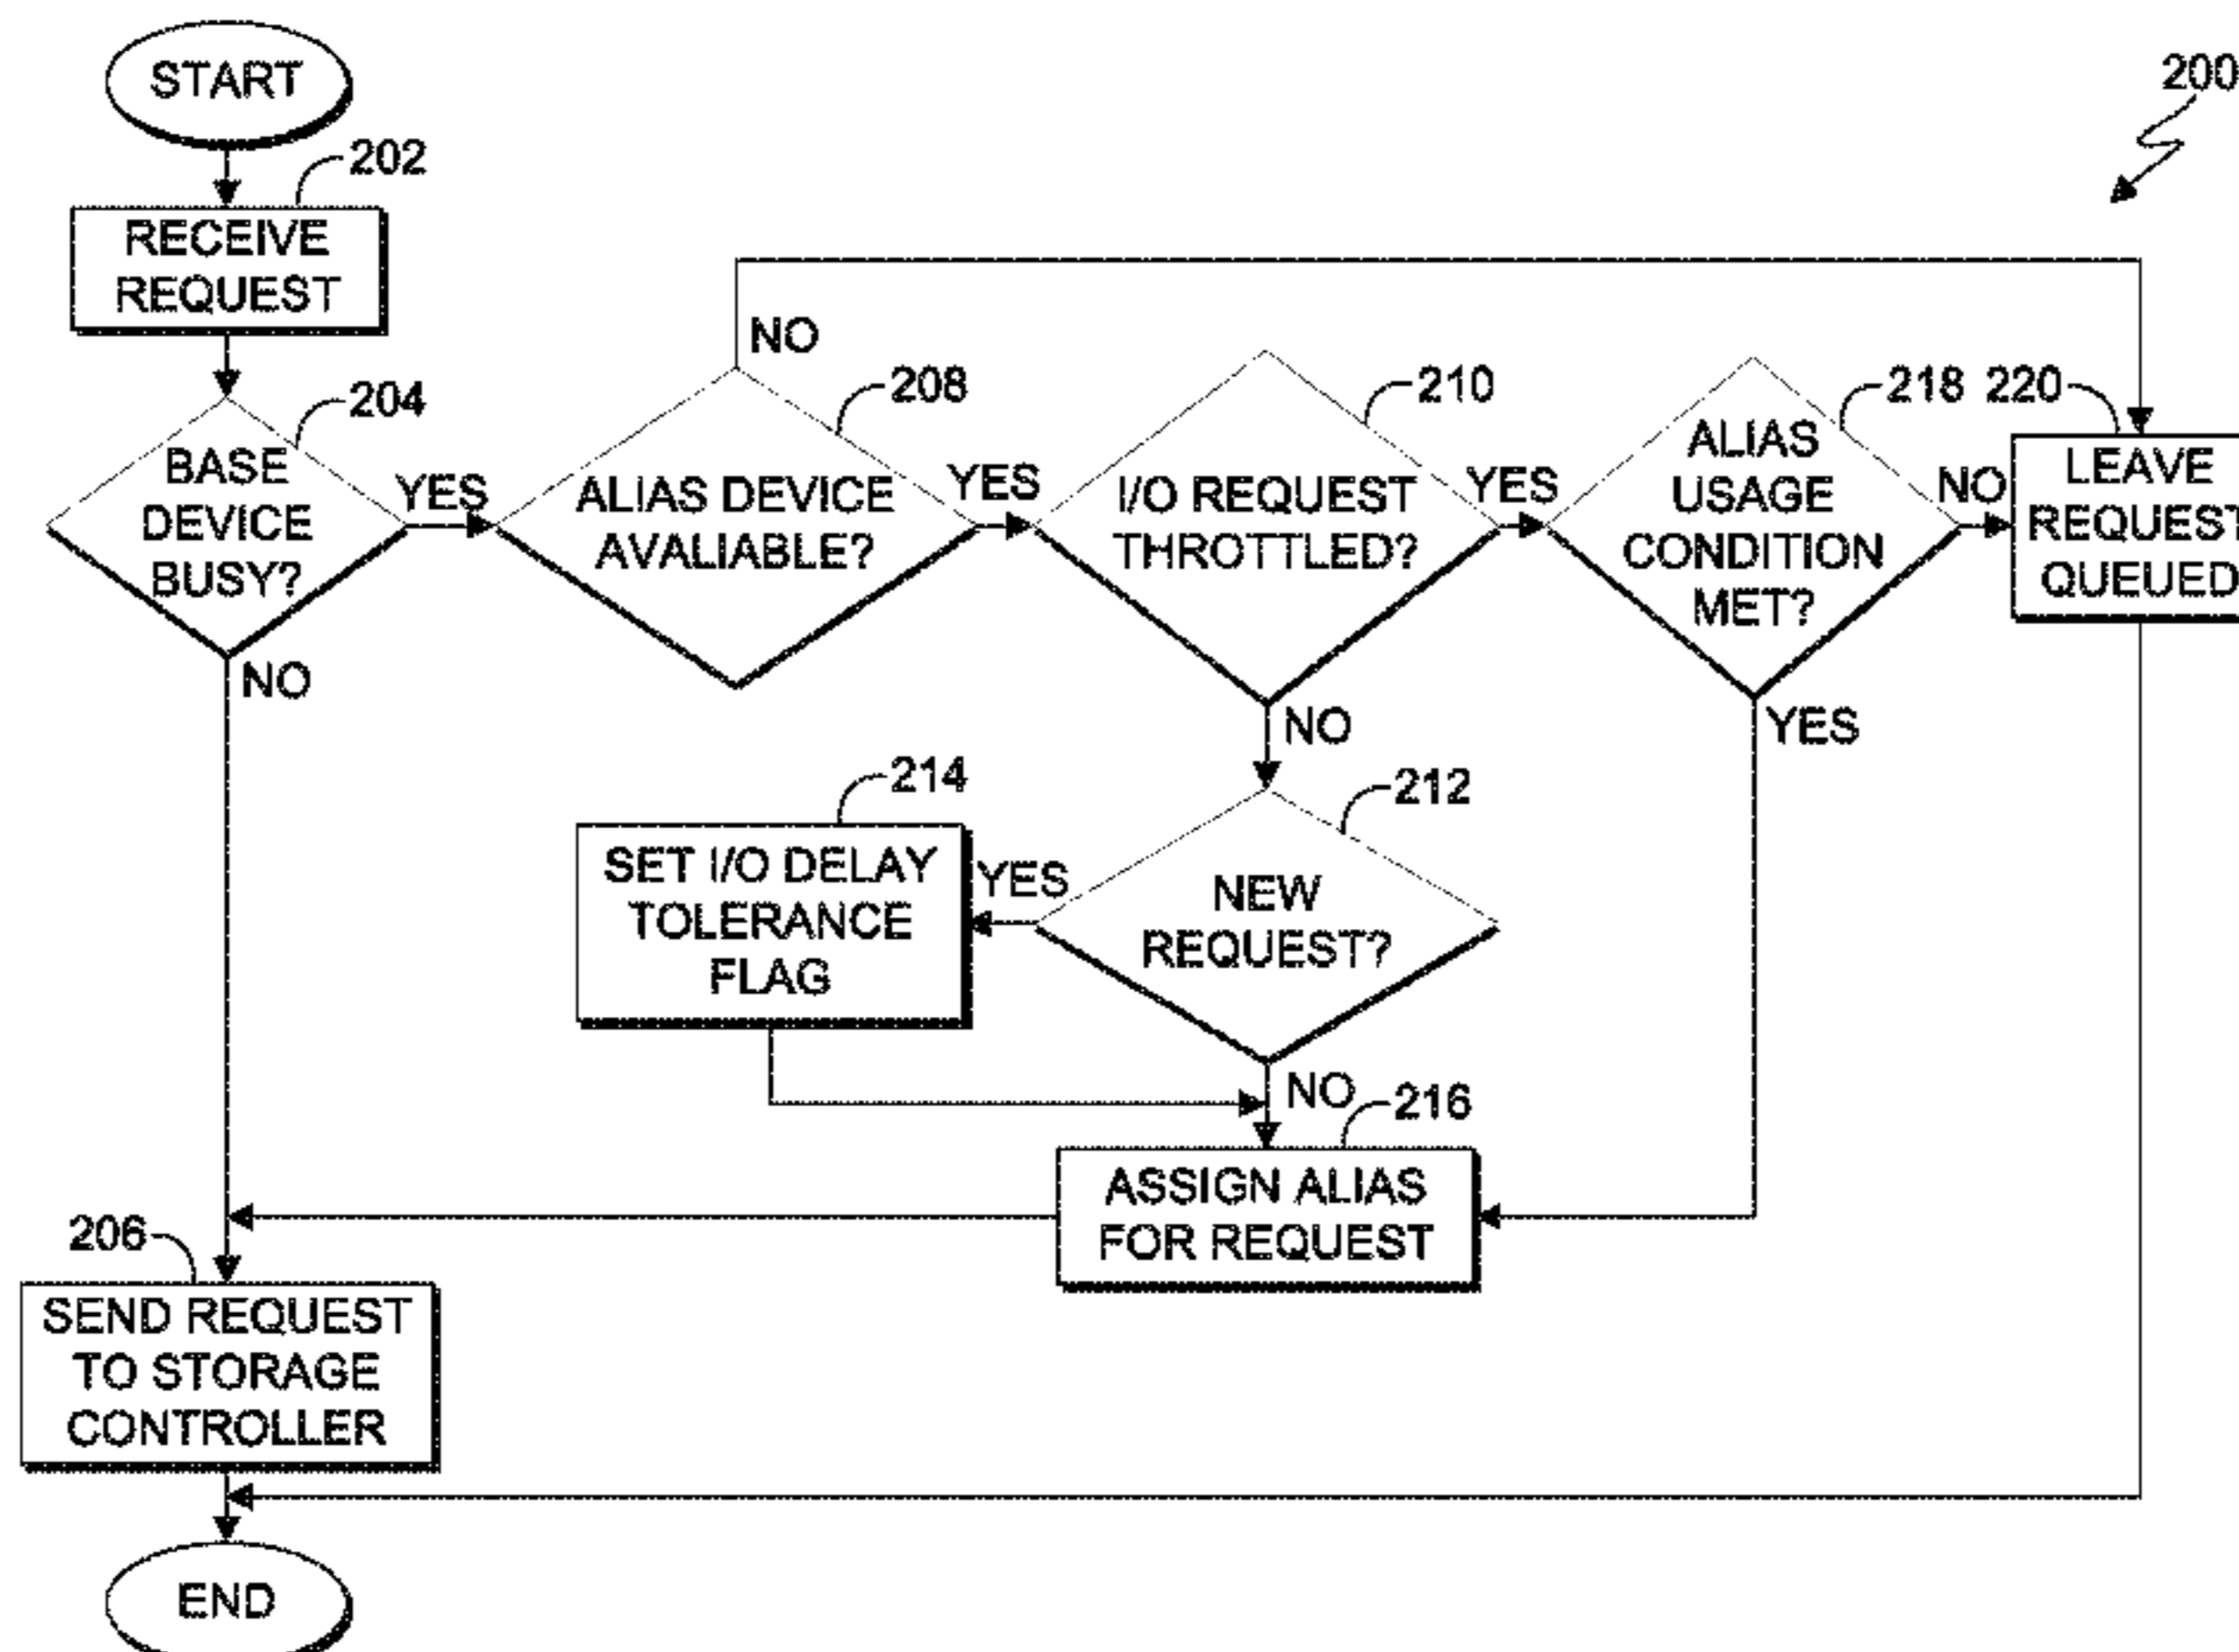 START
200
202
RECEIVE
REQUEST
NO
204
208
210
218
220
BASE
DEVICE
BUSY?
YES
ALIAS DEVICE
AVALIABLE?
YES
I/O REQUEST
THROTTLED?
YES
ALIAS
USAGE
CONDITION
MET?
NO
LEAVE
REQUEST
QUEUED
NO
NO
YES
214
212
SET I/O DELAY
TOLERANCE
FLAG
YES
NEW
REQUEST?
NO
216
ASSIGN ALIAS
FOR REQUEST
206
SEND REQUEST
TO STORAGE
CONTROLLER
END